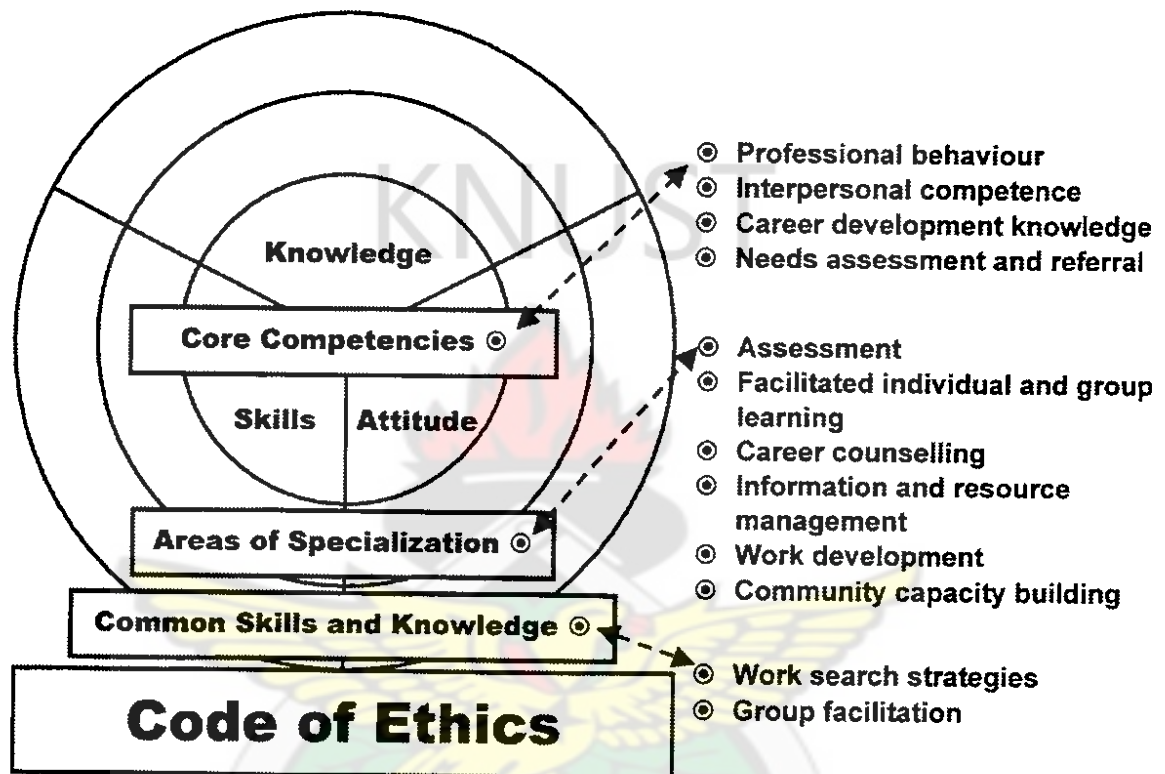 KNUST
Knowledge
Core Competencies
Skills
Attitude
Areas of Specialization
Common Skills and Knowledge
Code of Ethics
Professional behaviour
Interpersonal competence
Career development knowledge
Needs assessment and referral
Assessment
Facilitated individual and group
learning
Career counselling
Information and resource
management
Work development
Community capacity building
Work search strategies
Group facilitation